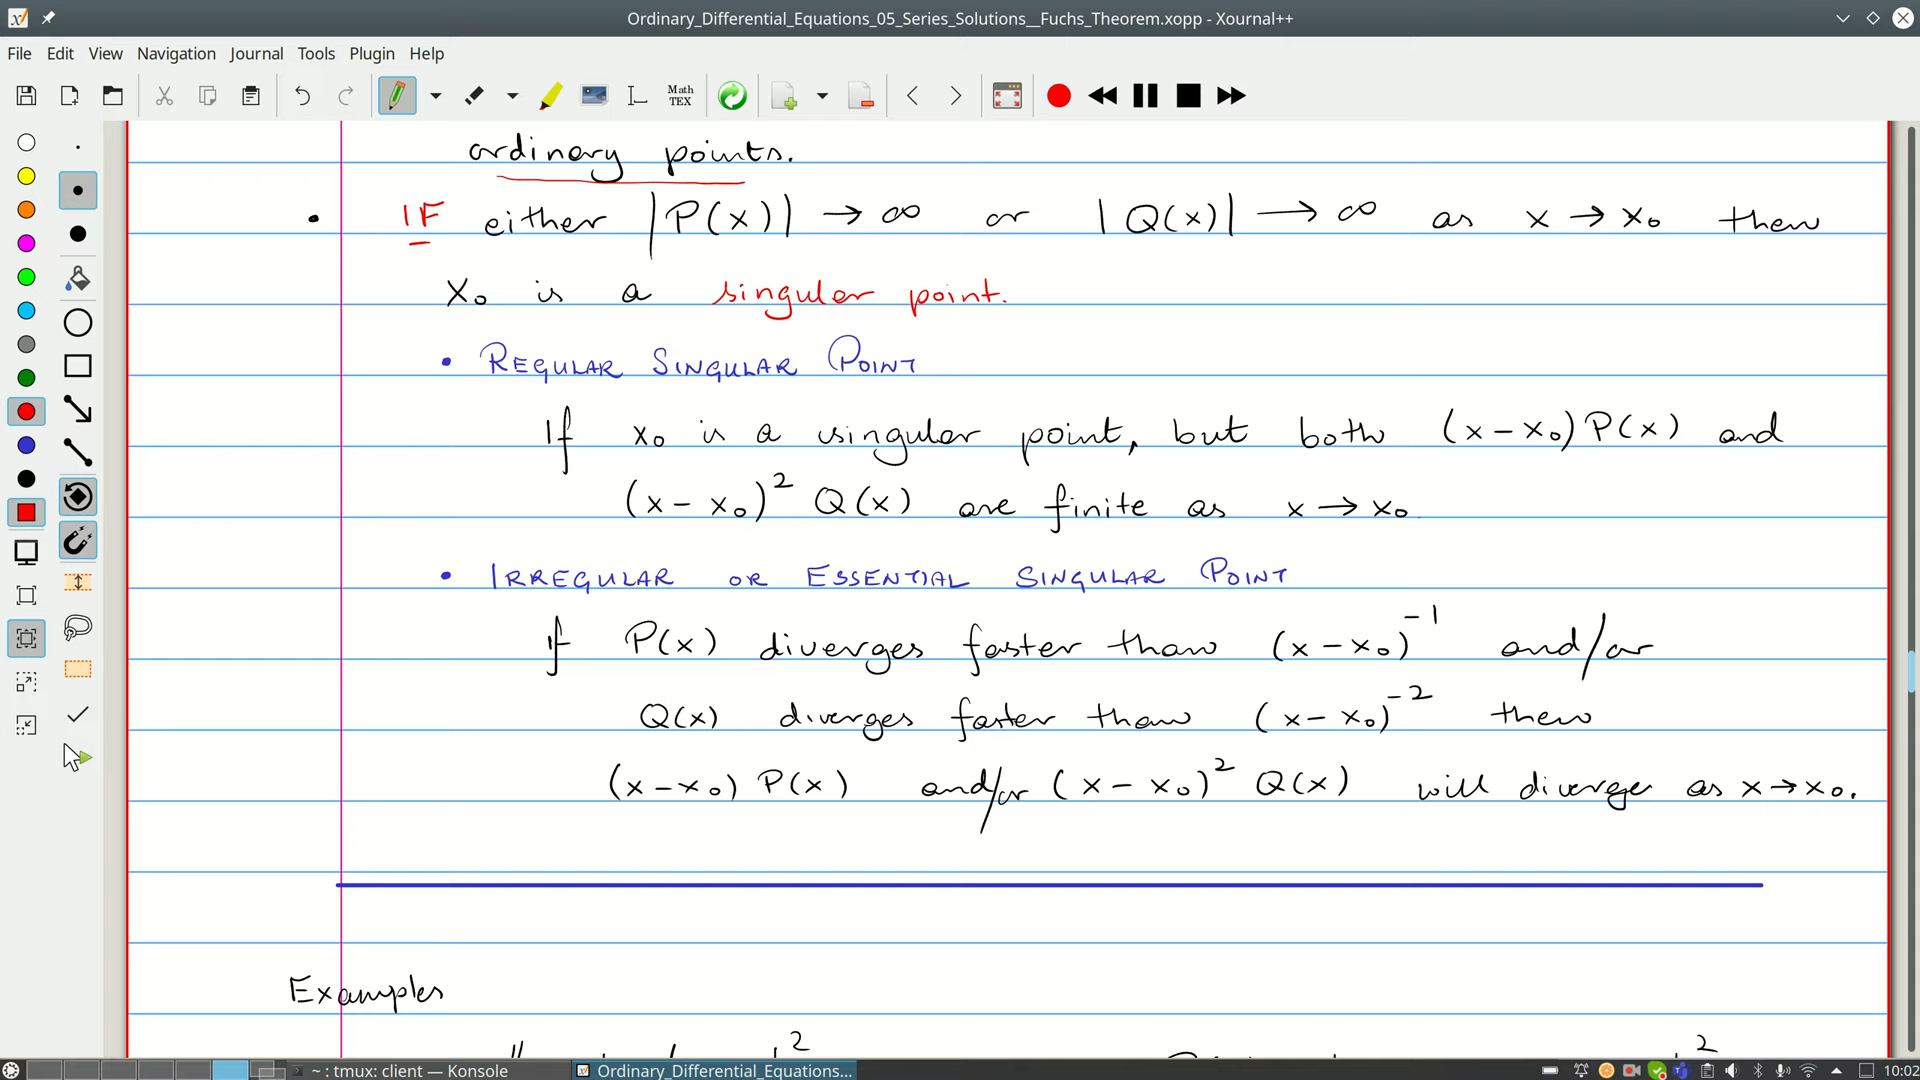 Ordinary_Differential_Equations_05_Series_Solutions__Fuchs_Theorem.xopp - Xournal++
File Edit View Navigation Journal Tools Plugin Help
Math
TEX
ordinary points.
• IF either |P(x)| → ∞ or |Q(x)| → ∞ as x → x₀ then
x₀ is a singular point.
• REGULAR SINGULAR POINT
If x₀ is a singular point, but both (x-x₀)P(x) and
(x-x₀)² Q(x) are finite as x → x₀.
• IRREGULAR OR ESSENTIAL SINGULAR POINT
If P(x) diverges faster than (x-x₀)⁻¹ and/or
Q(x) diverges faster than (x-x₀)⁻² then
(x-x₀) P(x) and/or (x-x₀)² Q(x) will diverge as x→x₀.
Examples
~ : tmux: client — Konsole
Ordinary_Differential_Equations...
10:02